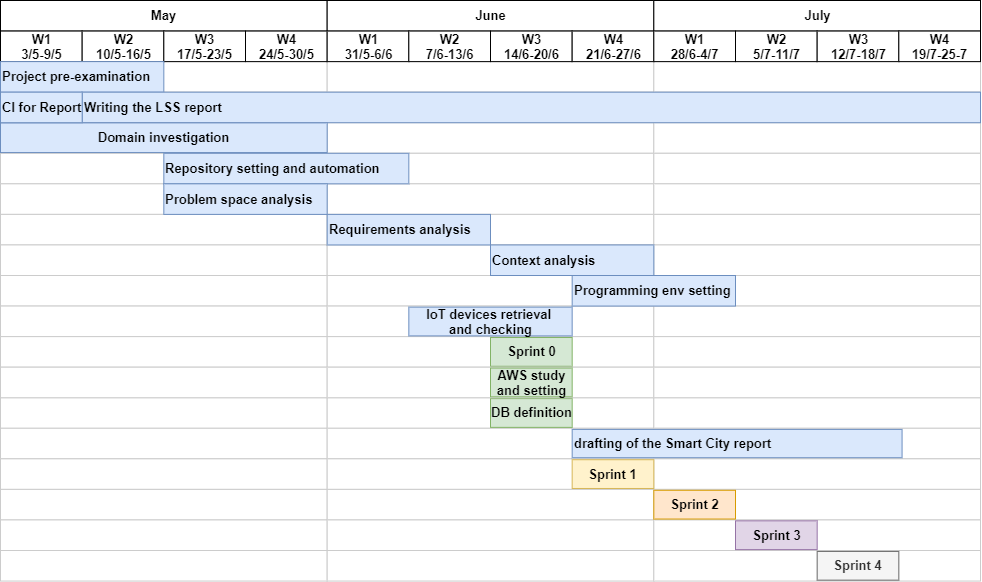 May June July
W1 W2 W3 W4 W1 W2 W3 W4 W1 W2 W3 W4
3/5-9/5 10/5-16/5 17/5-23/5 24/5-30/5 31/5-6/6 7/6-13/6 14/6-20/6 21/6-27/6 28/6-4/7 5/7-11/7 12/7-18/7 19/7-25-7
Project pre-examination
CI for Report Writing the LSS report
Domain investigation
Repository setting and automation
Problem space analysis
Requirements analysis
Context analysis
Programming env setting
IoT devices retrieval
and checking
Sprint 0
AWS study
and setting
DB definition
drafting of the Smart City report
Sprint 1
Sprint 2
Sprint 3
Sprint 4